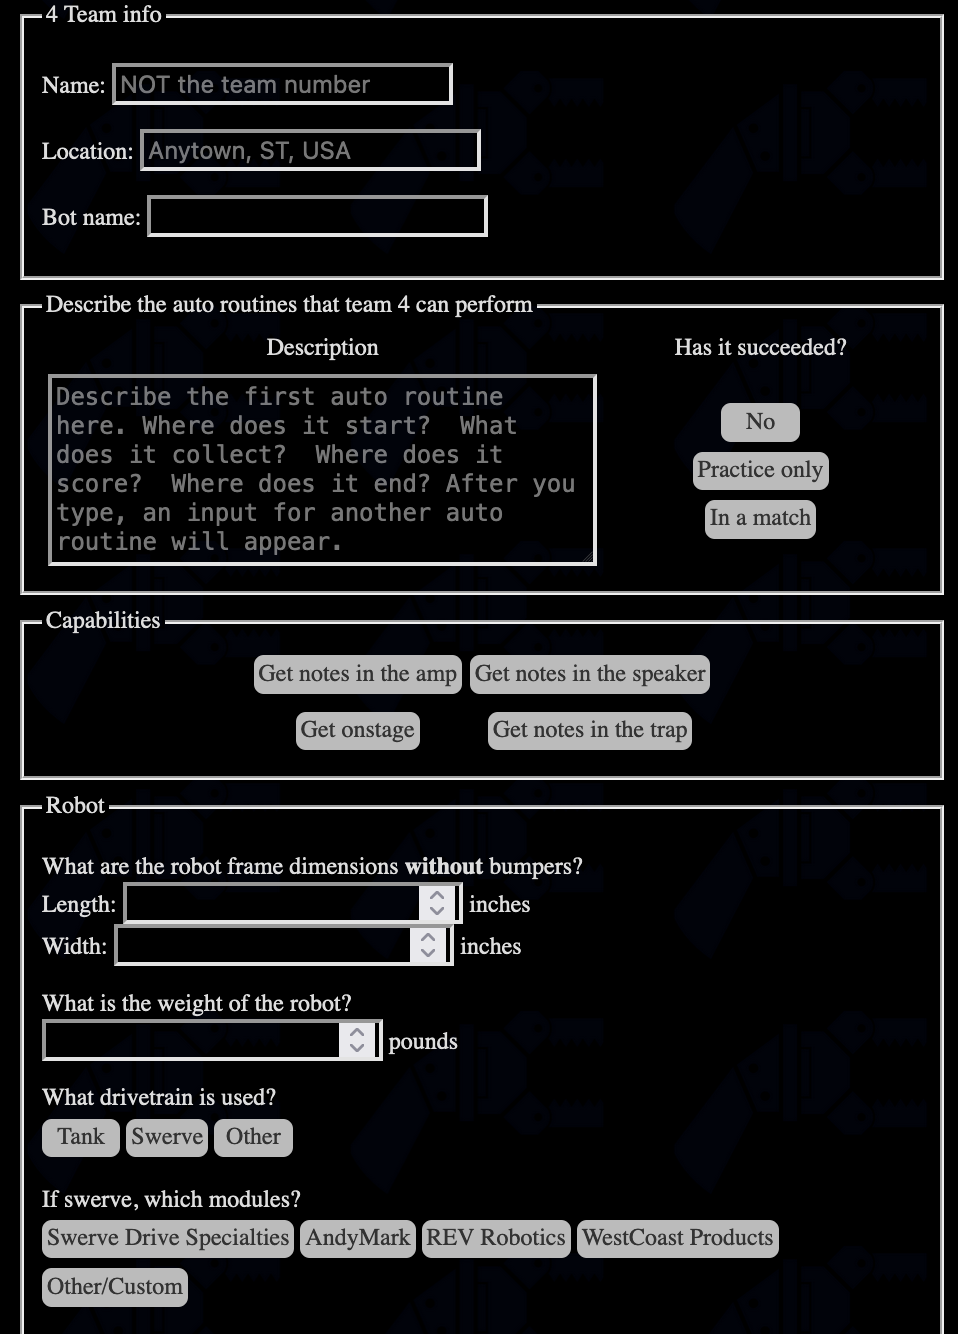 4 Team info
Name: NOT the team number
Location: Anytown, ST, USA
Bot name:
Describe the auto routines that team 4 can perform
Description Has it succeeded?
Describe the first auto routine
here. Where does it start?  What
does it collect?  Where does it
score?  Where does it end? After you
type, an input for another auto
routine will appear.
No
Practice only
In a match
Capabilities
Get notes in the amp Get notes in the speaker
Get onstage Get notes in the trap
Robot
What are the robot frame dimensions without bumpers?
Length: inches
Width: inches
What is the weight of the robot?
pounds
What drivetrain is used?
Tank Swerve Other
If swerve, which modules?
Swerve Drive Specialties AndyMark REV Robotics WestCoast Products
Other/Custom